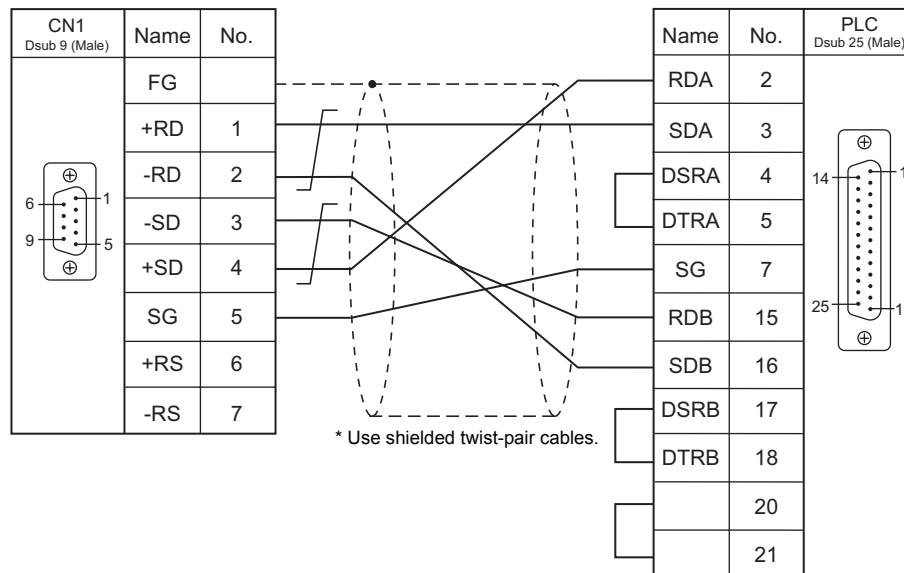 CN1
Dsub 9 (Male)
Name No.
FG
+RD 1
-RD 2
-SD 3
+SD 4
SG 5
+RS 6
-RS 7
6
1
9
5
* Use shielded twist-pair cables.
Name No.
PLC
Dsub 25 (Male)
RDA 2
SDA 3
DSRA 4
DTRA 5
SG 7
RDB 15
SDB 16
DSRB 17
DTRB 18
20
21
14
1
25
1